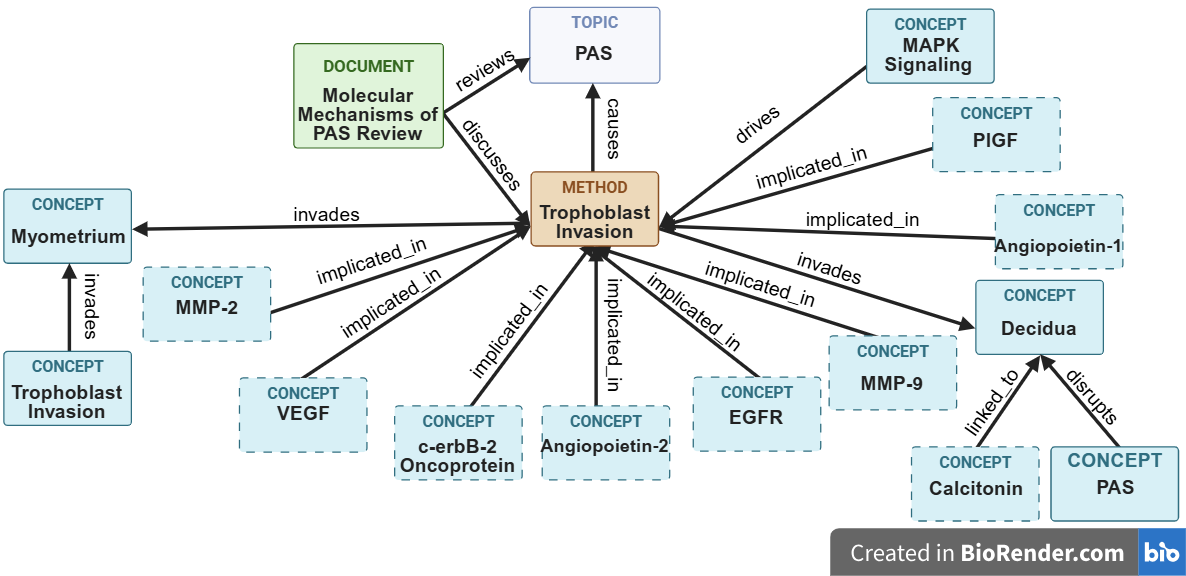 TOPIC
PAS
DOCUMENT
Molecular
Mechanisms of
PAS Review
reviews
discusses
causes
CONCEPT
MAPK
Signaling
drives
CONCEPT
PIGF
implicated_in
METHOD
Trophoblast
Invasion
CONCEPT
Myometrium
invades
CONCEPT
Angiopoietin-1
implicated_in
invades
CONCEPT
Decidua
CONCEPT
MMP-2
implicated_in
invades
CONCEPT
Trophoblast
Invasion
CONCEPT
VEGF
implicated_in
CONCEPT
c-erbB-2
Oncoprotein
implicated_in
CONCEPT
Angiopoietin-2
implicated_in
CONCEPT
EGFR
implicated_in
CONCEPT
MMP-9
implicated_in
linked_to
disrupts
CONCEPT
Calcitonin
CONCEPT
PAS
Created in BioRender.com bio